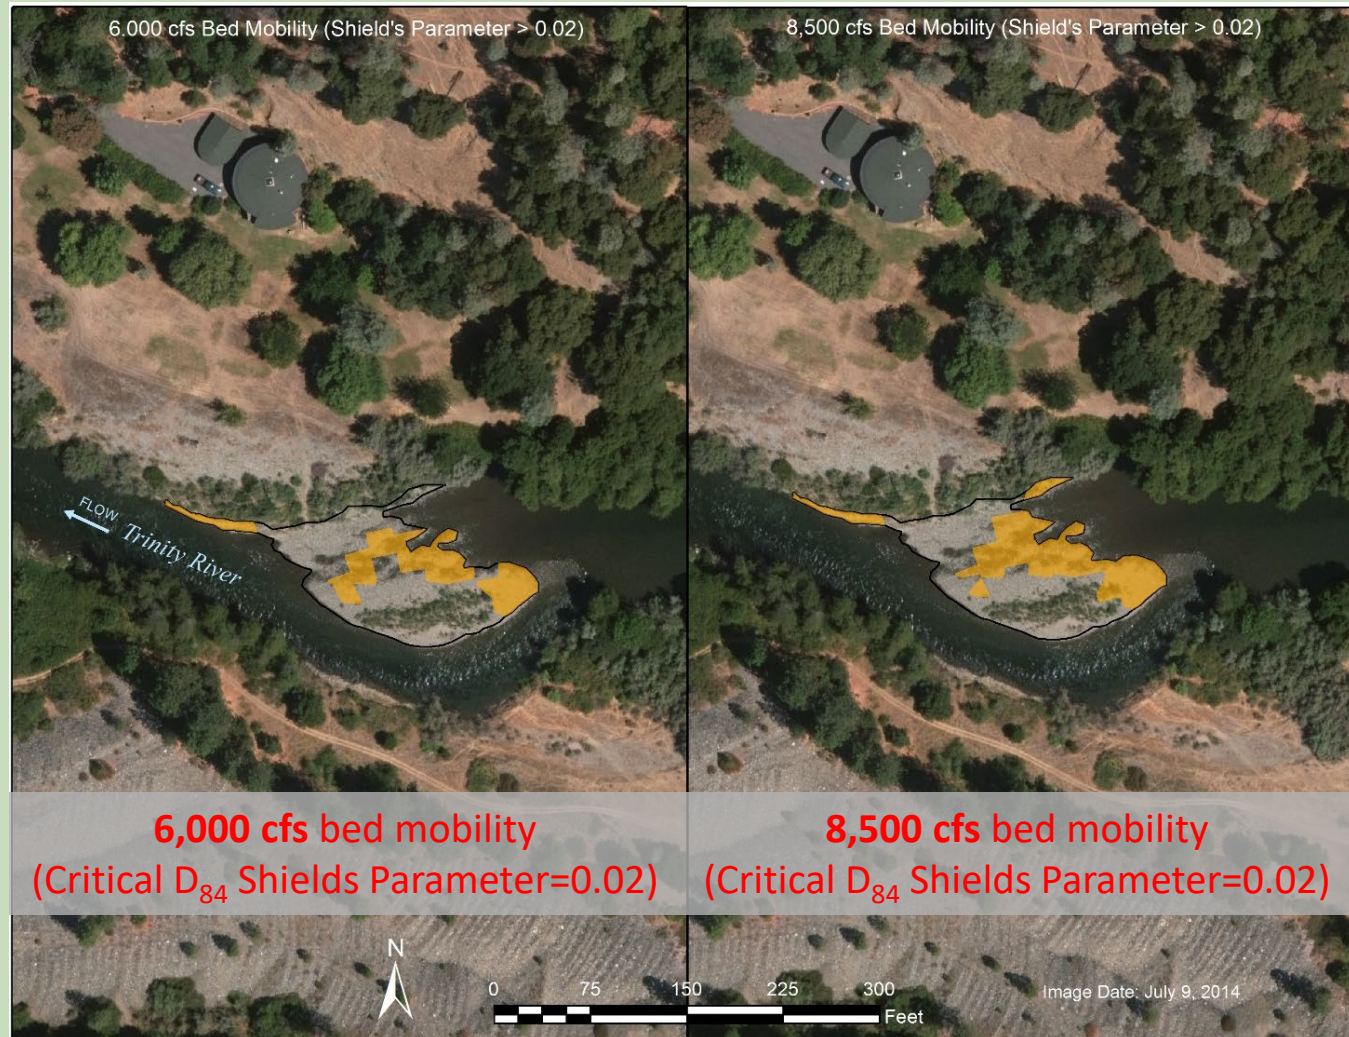 6.000 cfs Bed Mobility (Shield's Parameter > 0.02)
8,500 cfs Bed Mobility (Shield's Parameter > 0.02)
FLOW
Trinity River
6,000 cfs bed mobility
(Critical D84 Shields Parameter=0.02)
8,500 cfs bed mobility
(Critical D84 Shields Parameter=0.02)
N
0 75 150 225 300
Feet
Image Date: July 9, 2014